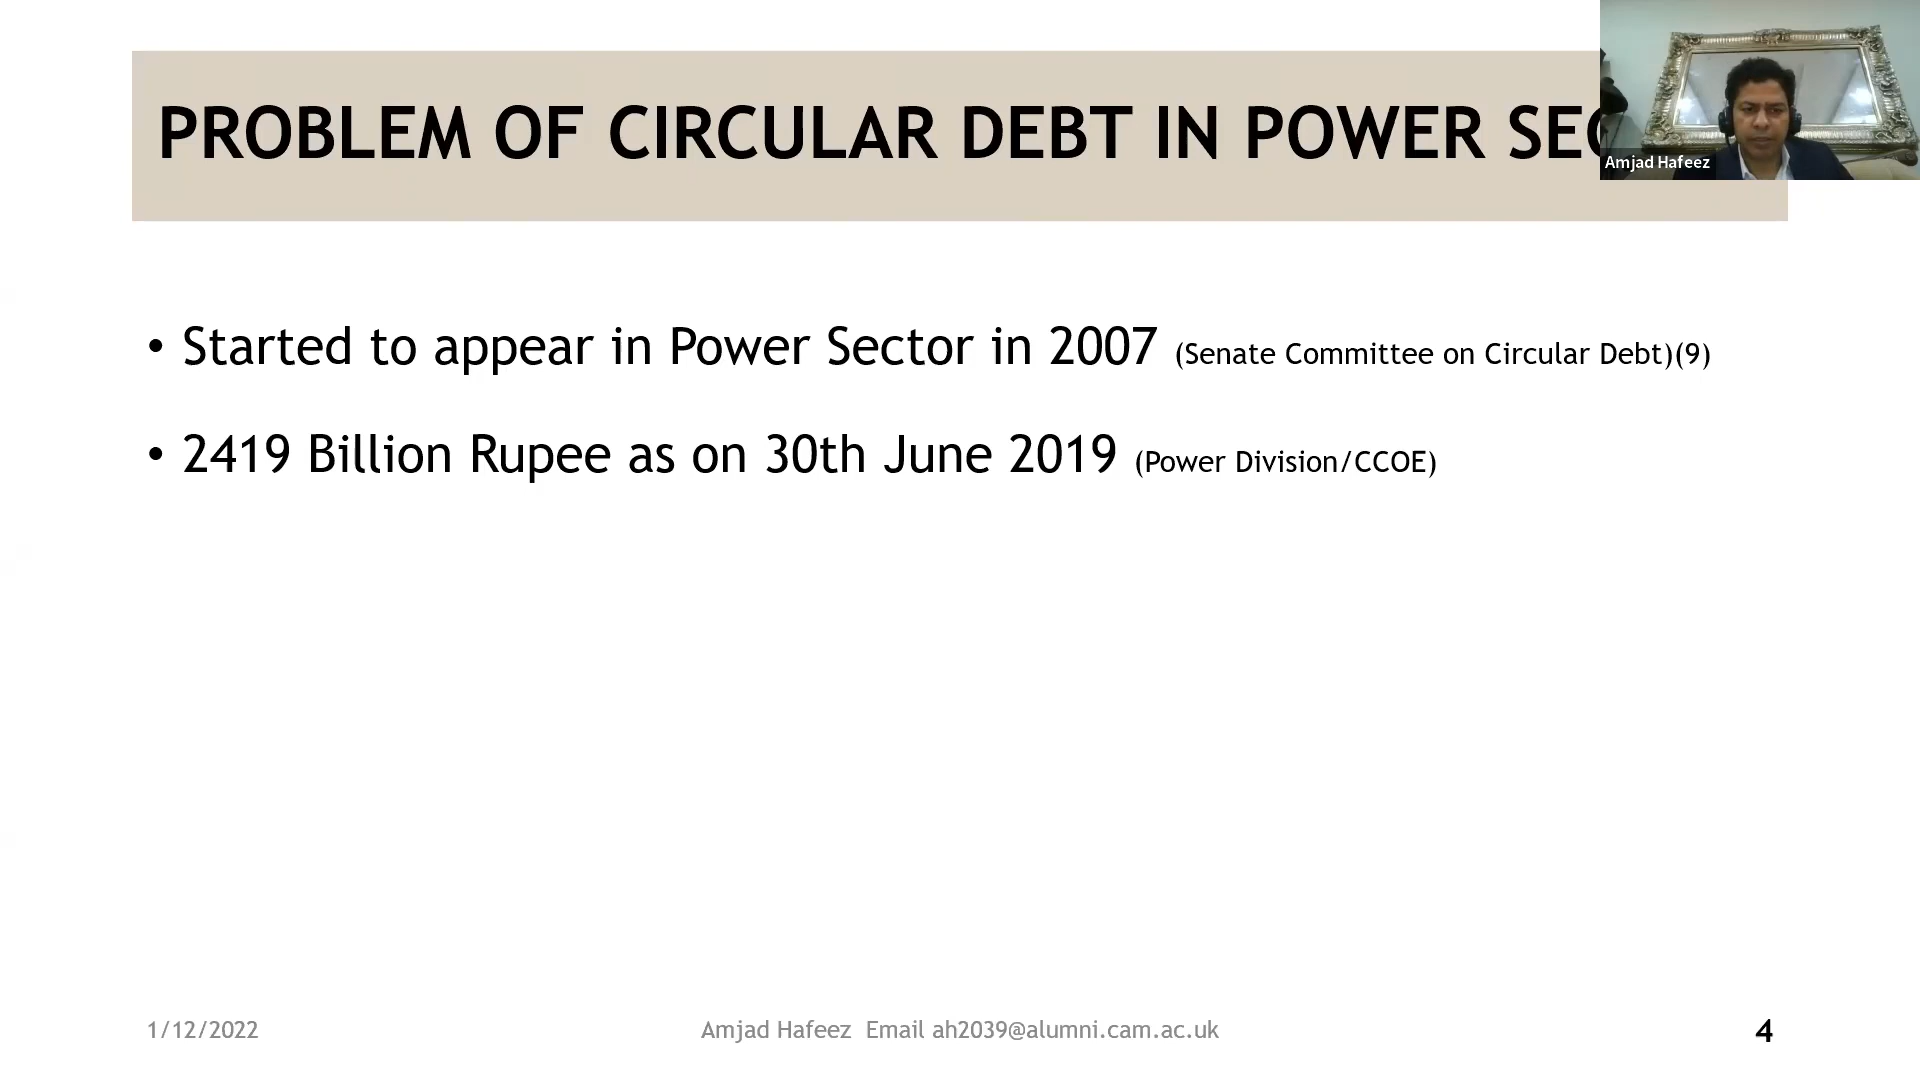 PROBLEM OF CIRCULAR DEBT IN POWER
Amjad Hafeez
• Started to appear in Power Sector in 2007 (Senate Committee on Circular Debt)(9)
• 2419 Billion Rupee as on 30th June 2019 (Power Division/CCOE)
1/12/2022
Amjad Hafeez Email ah2039@alumni.cam.ac.uk
4